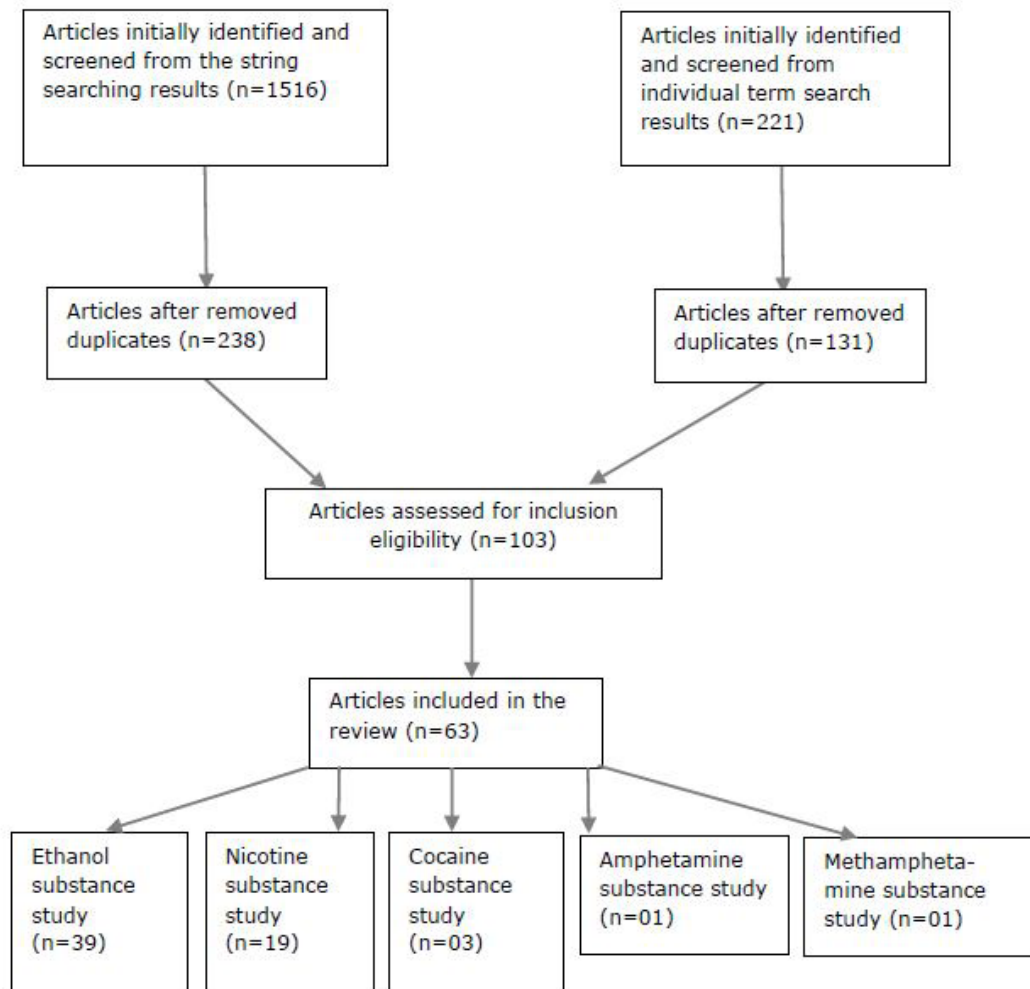 Articles initially identified and
screened from the string
searching results (n=1516)
Articles initially identified
and screened from
individual term search
results (n=221)
Articles after removed
duplicates (n=238)
Articles after removed
duplicates (n=131)
Articles assessed for inclusion
eligibility (n=103)
Articles included in the
review (n=63)
Ethanol
substance
study
(n=39)
Nicotine
substance
study
(n=19)
Cocaine
substance
study
(n=03)
Amphetamine
substance study
(n=01)
Methampheta-
mine substance
study (n=01)